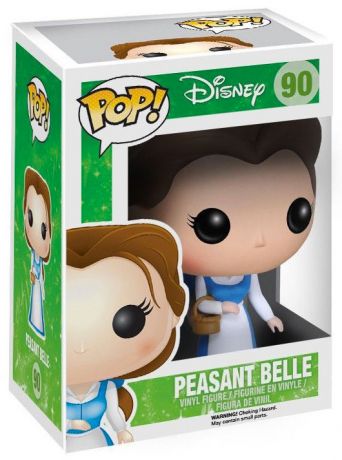 POP!
Disney
90
POP!
PEASANT BELLE
90
PEASANT BELLE
VINYL FIGURE / FIGURINE EN VINYLE /
FIGURA DE VINIL
WARNING: Choking Hazard.
May contain small parts.